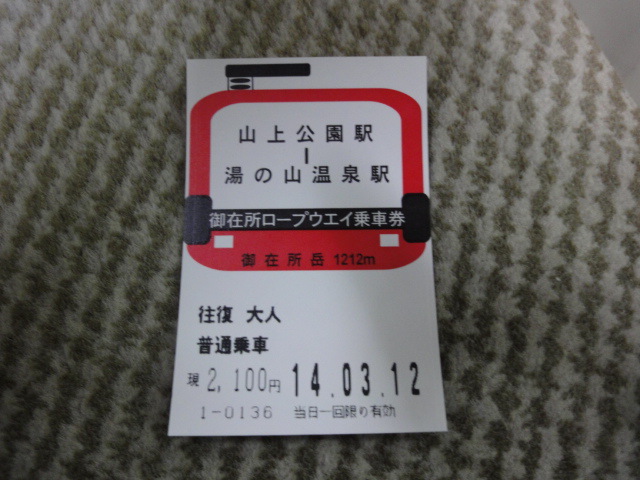 山上公園駅
ー
湯の山温泉駅
御在所ロープウエイ乗車券
御在所岳 1212m
往復 大人
普通乗車
現 2,100円 14.03.12
1-0136 当日一回限り有効